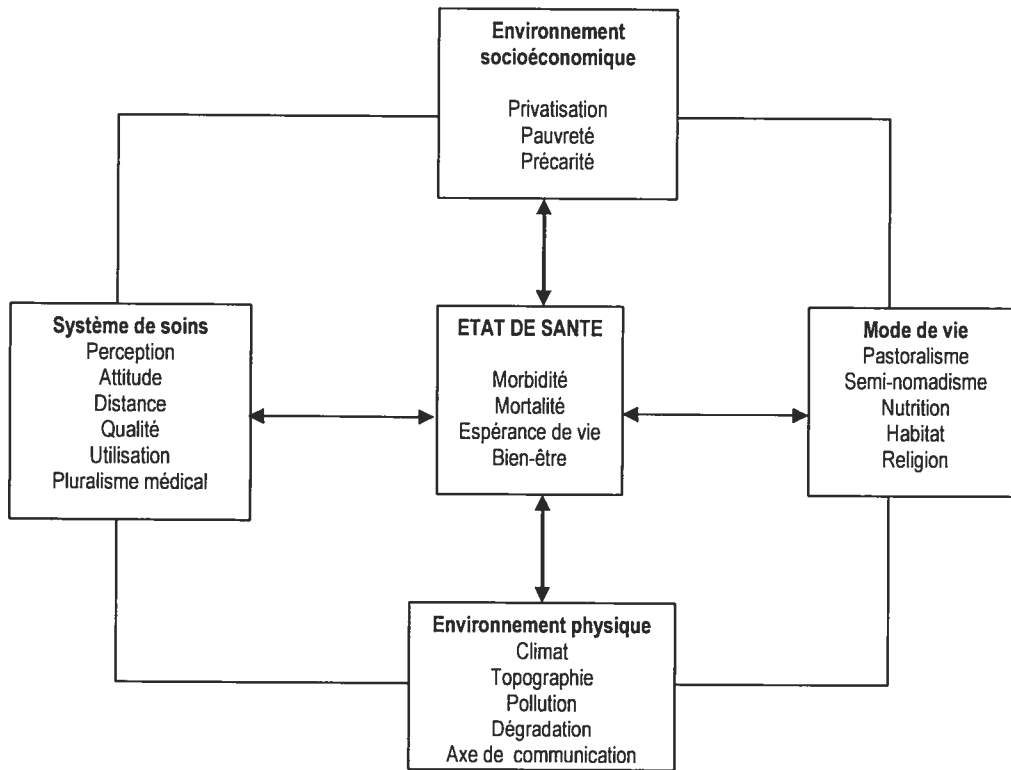 Environnement
socioéconomique
Privatisation
Pauvreté
Précarité
Système de soins
Perception
Attitude
Distance
Qualité
Utilisation
Pluralisme médical
ETAT DE SANTE
Morbidité
Mortalité
Espérance de vie
Bien-être
Mode de vie
Pastoralisme
Semi-nomadisme
Nutrition
Habitat
Religion
Environnement physique
Climat
Topographie
Pollution
Dégradation
Axe de communication